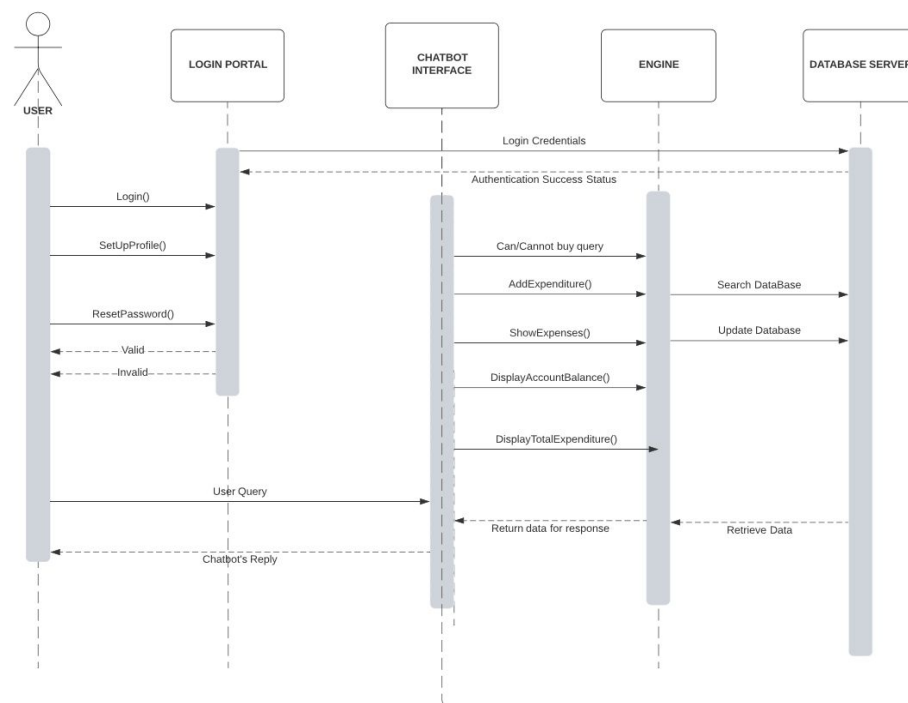 USER
LOGIN PORTAL
CHATBOT
INTERFACE
ENGINE
DATABASE SERVER
Login Credentials
Authentication Success Status
Login()
SetUpProfile()
Can/Cannot buy query
AddExpenditure()
Search DataBase
ResetPassword()
ShowExpenses()
Update Database
Valid
Invalid
DisplayAccountBalance()
DisplayTotalExpenditure()
User Query
Return data for response
Retrieve Data
Chatbot's Reply